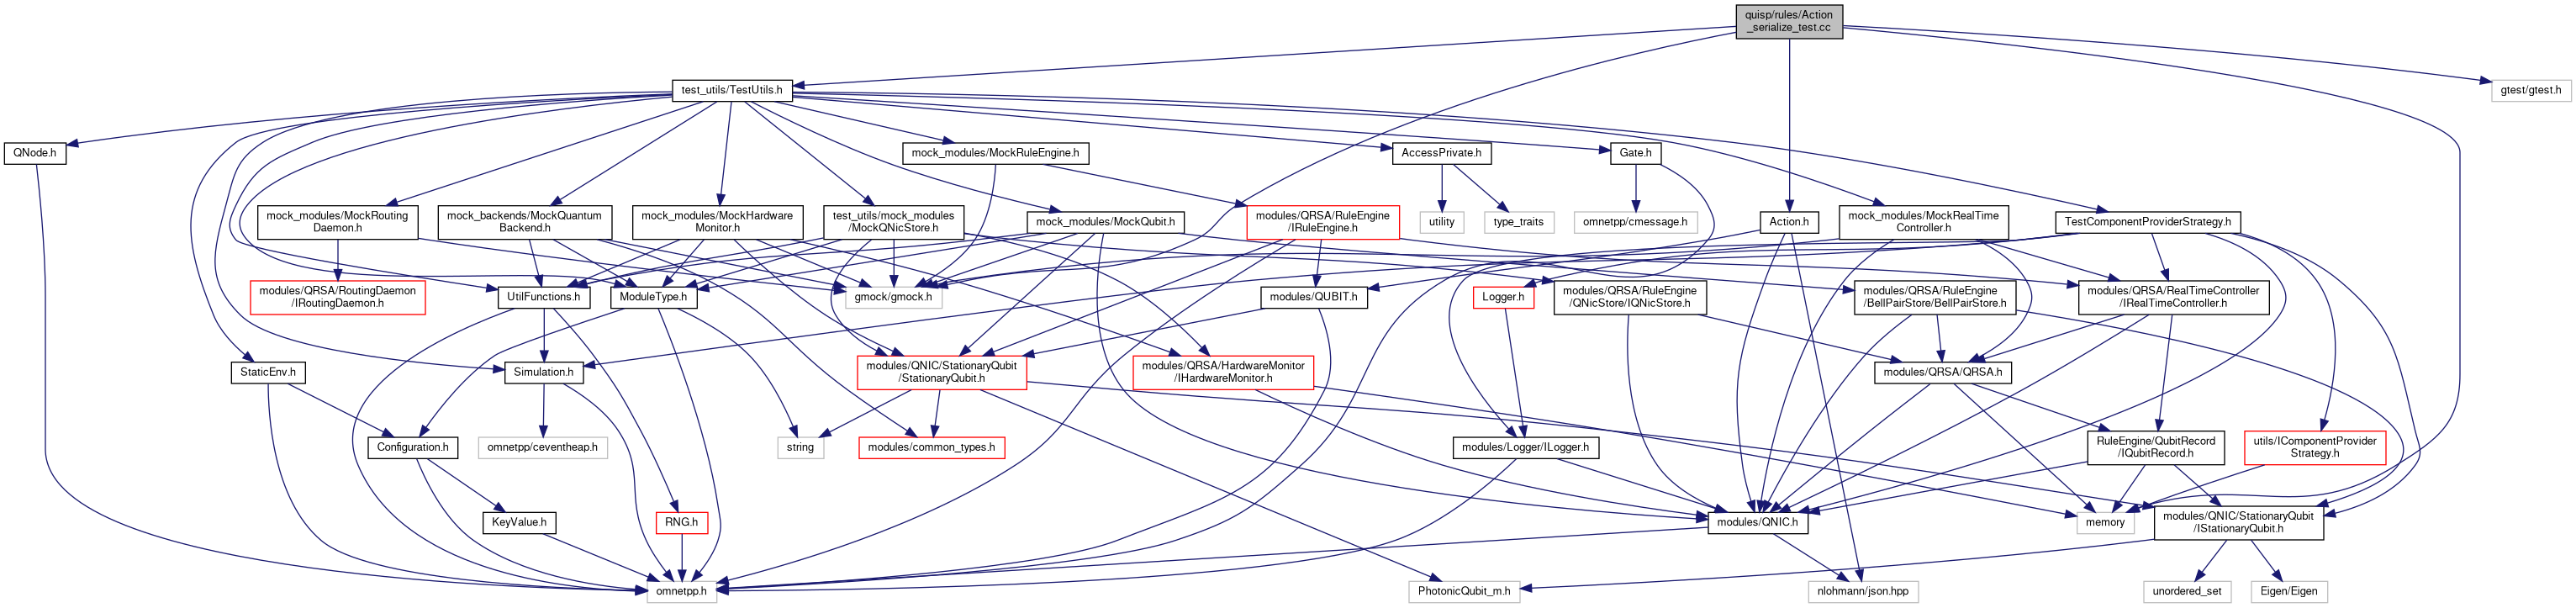 quisp/rules/Action
_serialize_test.cc
test_utils/TestUtils.h
gtest/gtest.h
QNode.h
mock_modules/MockRuleEngine.h
AccessPrivate.h
Gate.h
mock_modules/MockRouting
Daemon.h
mock_backends/MockQuantum
Backend.h
mock_modules/MockHardware
Monitor.h
test_utils/mock_modules
/MockQNicStore.h
mock_modules/MockQubit.h
modules/QRSA/RuleEngine
/IRuleEngine.h
utility
type_traits
omnetpp/cmessage.h
Action.h
mock_modules/MockRealTime
Controller.h
TestComponentProviderStrategy.h
modules/QRSA/RoutingDaemon
/IRoutingDaemon.h
UtilFunctions.h
ModuleType.h
gmock/gmock.h
modules/QUBIT.h
Logger.h
modules/QRSA/RuleEngine
/QNicStore/IQNicStore.h
modules/QRSA/RuleEngine
/BellPairStore/BellPairStore.h
modules/QRSA/RealTimeController
/IRealTimeController.h
StaticEnv.h
Simulation.h
modules/QNIC/StationaryQubit
/StationaryQubit.h
modules/QRSA/HardwareMonitor
/IHardwareMonitor.h
modules/QRSA/QRSA.h
Configuration.h
omnetpp/ceventheap.h
string
modules/common_types.h
modules/Logger/ILogger.h
RuleEngine/QubitRecord
/IQubitRecord.h
utils/IComponentProvider
Strategy.h
KeyValue.h
RNG.h
modules/QNIC.h
memory
modules/QNIC/StationaryQubit
/IStationaryQubit.h
omnetpp.h
PhotonicQubit_m.h
nlohmann/json.hpp
unordered_set
Eigen/Eigen